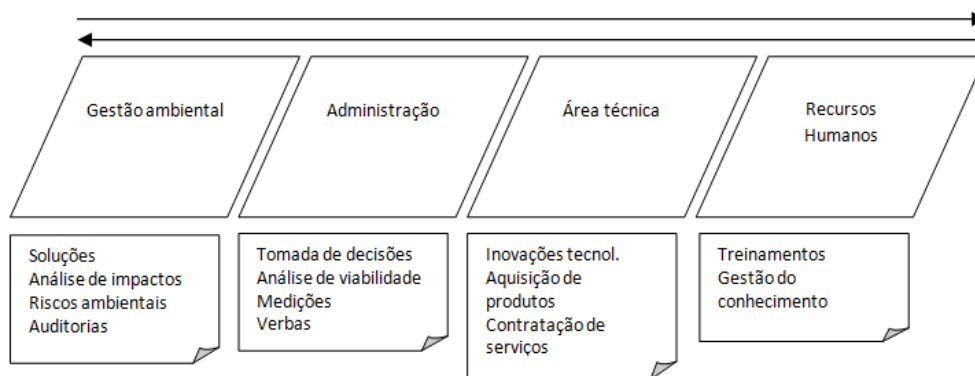 Gestão ambiental
Administração
Área técnica
Recursos
Humanos
Soluções
Análise de impactos
Riscos ambientais
Auditorias
Tomada de decisões
Análise de viabilidade
Medições
Verbas
Inovações tecnol.
Aquisição de
produtos
Contratação de
serviços
Treinamentos
Gestão do
conhecimento